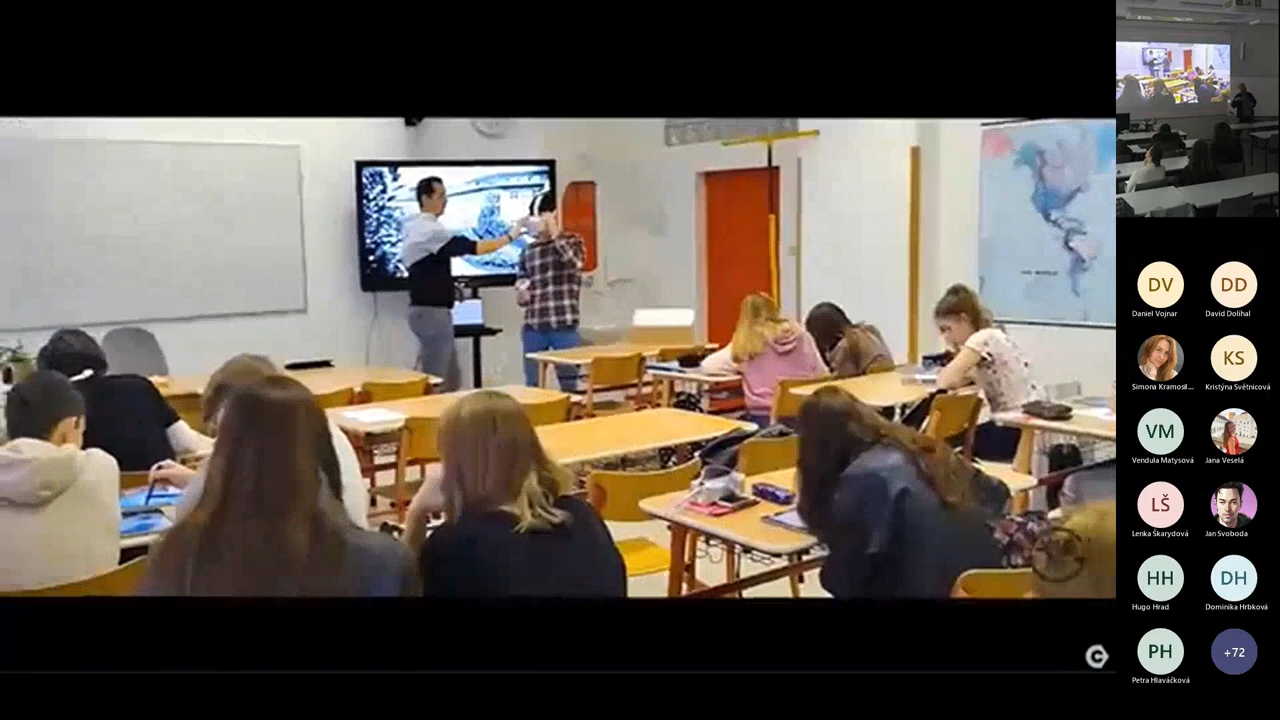 DV
DD
Daniel Vojnar
David Dolihal
KS
Simona Kramosil...
Kristýna Světnicová
VM
Vendula Matysová
Jana Veselá
LŠ
Lenka Škarydová
Jan Svoboda
HH
DH
Hugo Hrad
Dominika Hrbková
PH
+72
Petra Hlaváčková